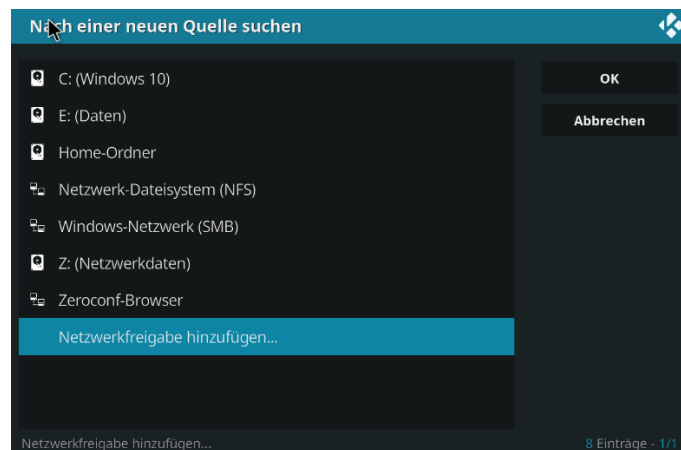 Nach einer neuen Quelle suchen
C: (Windows 10)
E: (Daten)
Home-Ordner
Netzwerk-Dateisystem (NFS)
Windows-Netzwerk (SMB)
Z: (Netzwerkdaten)
Zeroconf-Browser
Netzwerkfreigabe hinzufügen...
OK
Abbrechen
Netzwerkfreigabe hinzufügen...
8 Einträge - 1/1